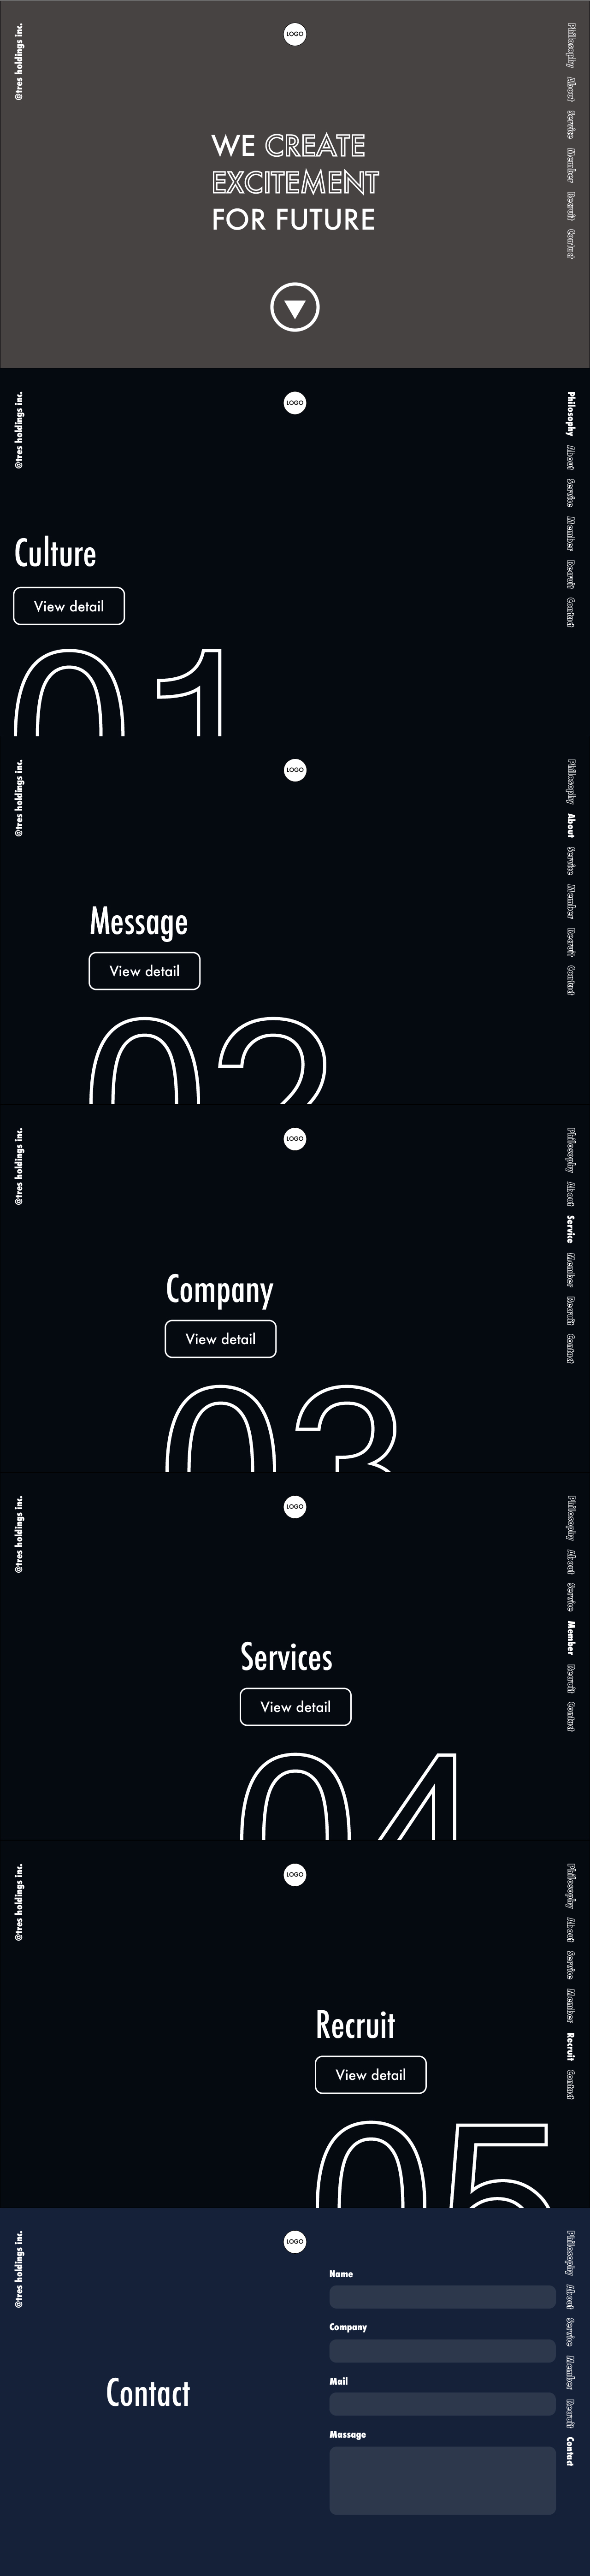 @tres holdings inc.
LOGO
Philosophy About Service Member Recruit Contact
WE CREATE
EXCITEMENT
FOR FUTURE
@tres holdings inc.
LOGO
Philosophy About Service Member Recruit Contact
Culture
View detail
01
@tres holdings inc.
LOGO
Philosophy About Service Member Recruit Contact
Message
View detail
02
@tres holdings inc.
LOGO
Philosophy About Service Member Recruit Contact
Company
View detail
03
@tres holdings inc.
LOGO
Philosophy About Service Member Recruit Contact
Services
View detail
04
@tres holdings inc.
LOGO
Philosophy About Service Member Recruit Contact
Recruit
View detail
05
@tres holdings inc.
LOGO
Philosophy About Service Member Recruit Contact
Contact
Name
Company
Mail
Massage